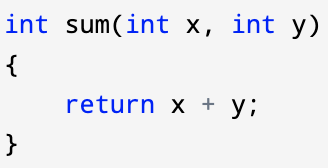 int sum(int x, int y)
{
    return x + y;
}